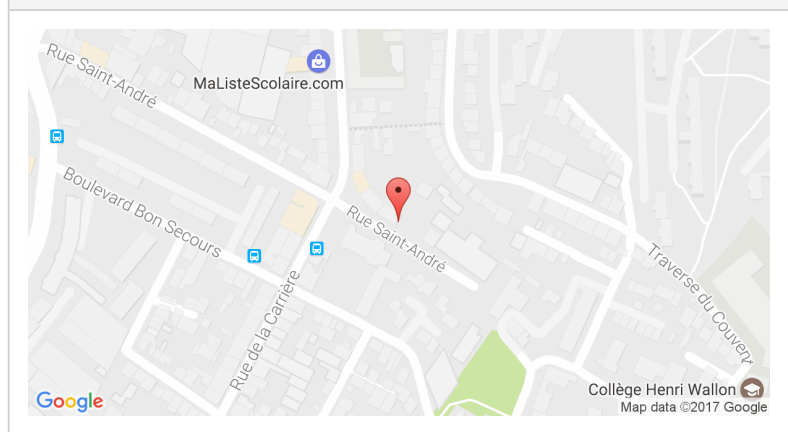 Rue Saint-André
MaListeScolaire.com
Boulevard Bon Secours
Rue Saint-André
Rue de la Carrière
Traverse du Couvent
Collège Henri Wallon
Google
Map data ©2017 Google